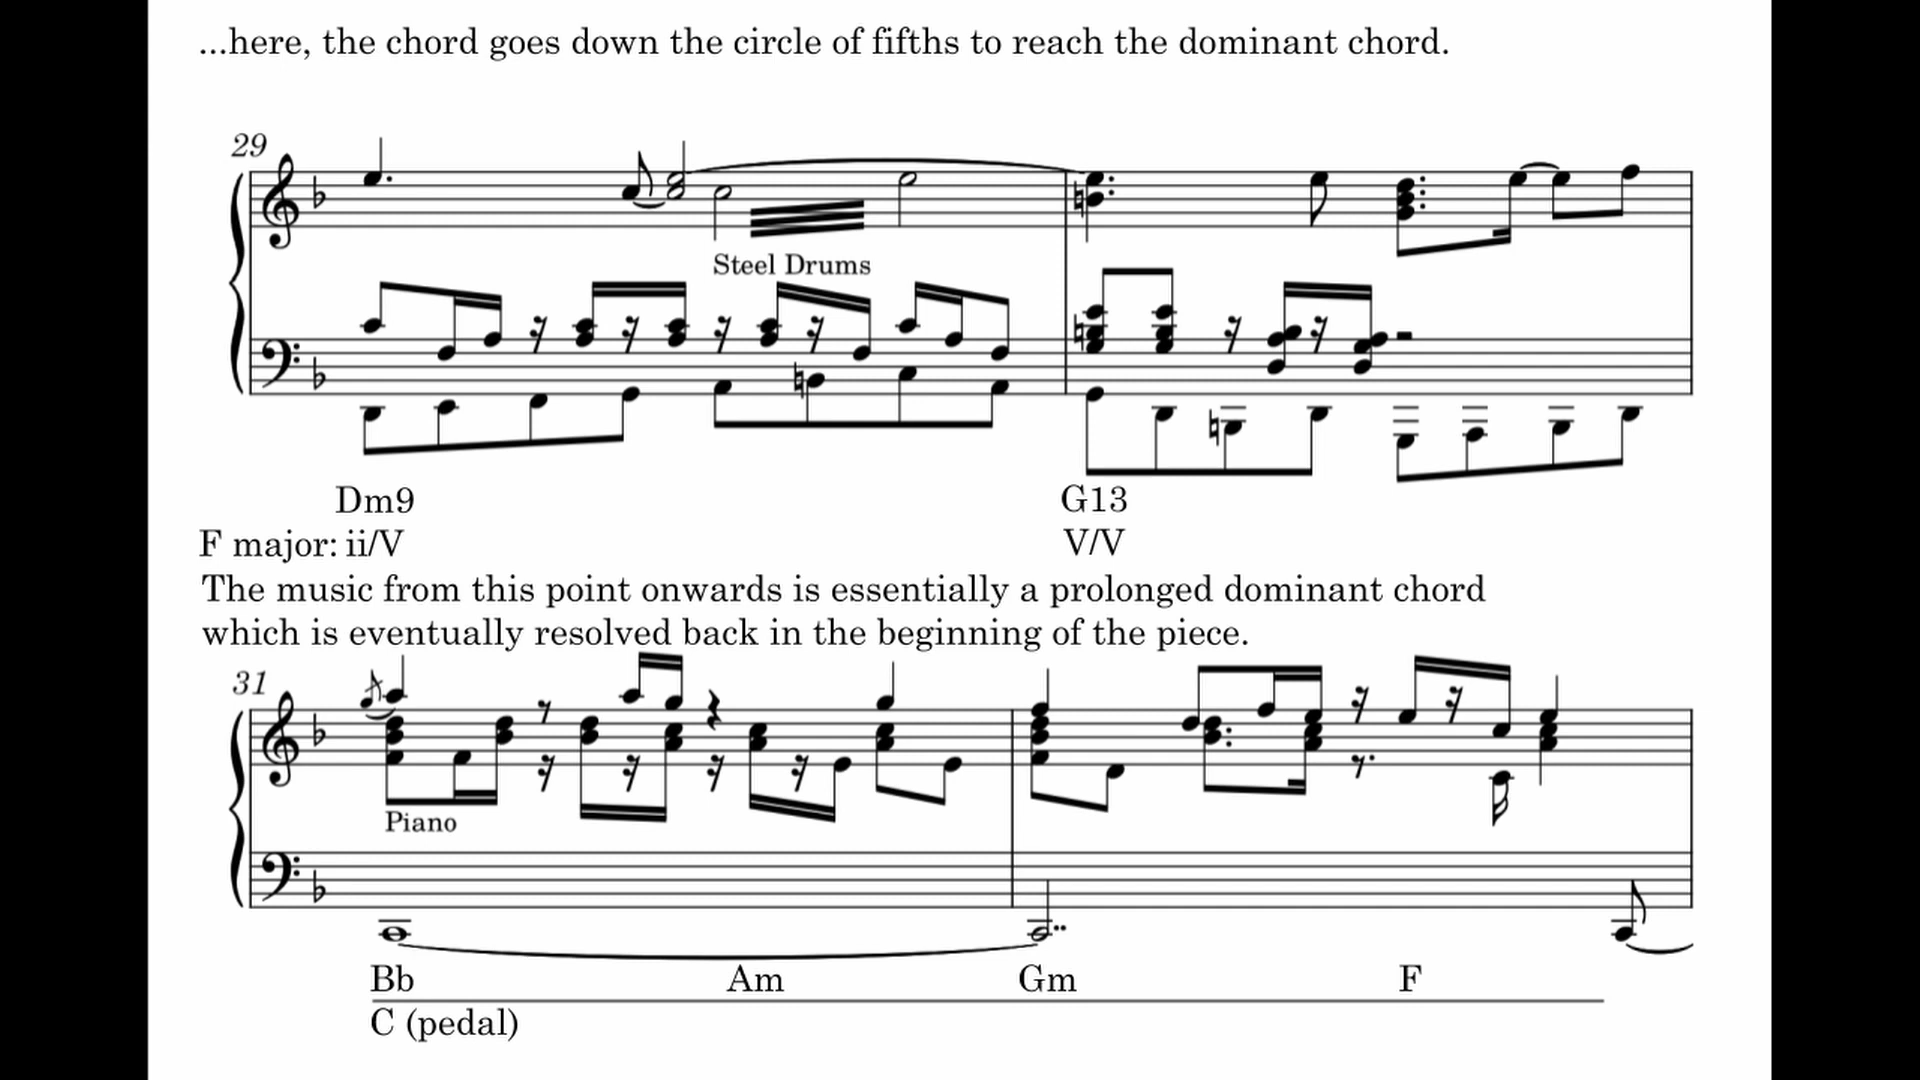 ...here, the chord goes down the circle of fifths to reach the dominant chord.
29
Steel Drums
Dm9 G13
F major: ii/V V/V
The music from this point onwards is essentially a prolonged dominant chord
which is eventually resolved back in the beginning of the piece.
31
Piano
Bb Am Gm F
C (pedal)